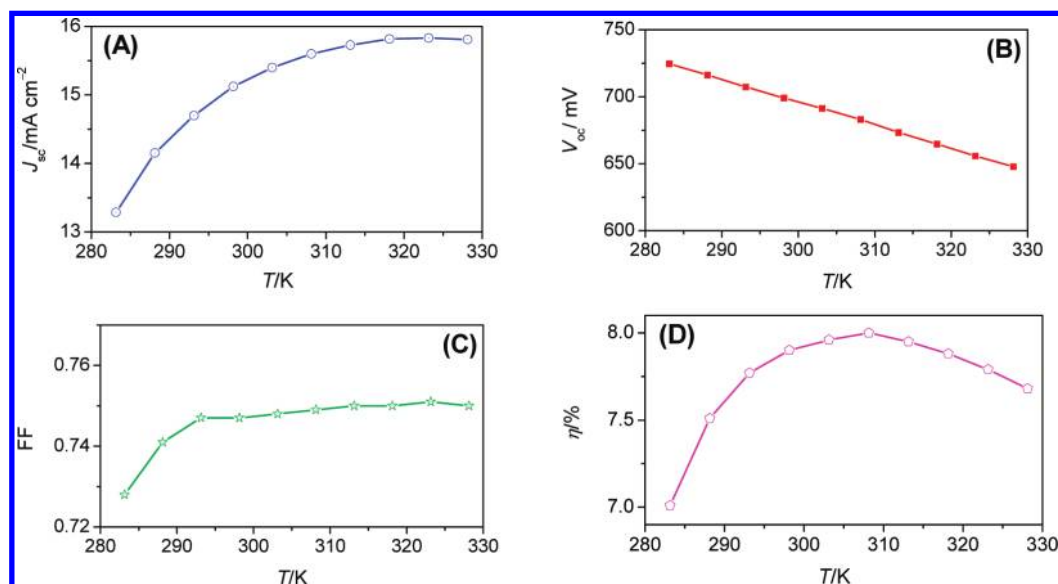 (A)
J_sc/mA cm⁻²
16
15
14
13
280 290 300 310 320 330
T/K
(B)
V_oc/ mV
750
700
650
600
280 290 300 310 320 330
T/K
(C)
FF
0.76
0.74
0.72
280 290 300 310 320 330
T/K
(D)
η/%
8.0
7.5
7.0
280 290 300 310 320 330
T/K